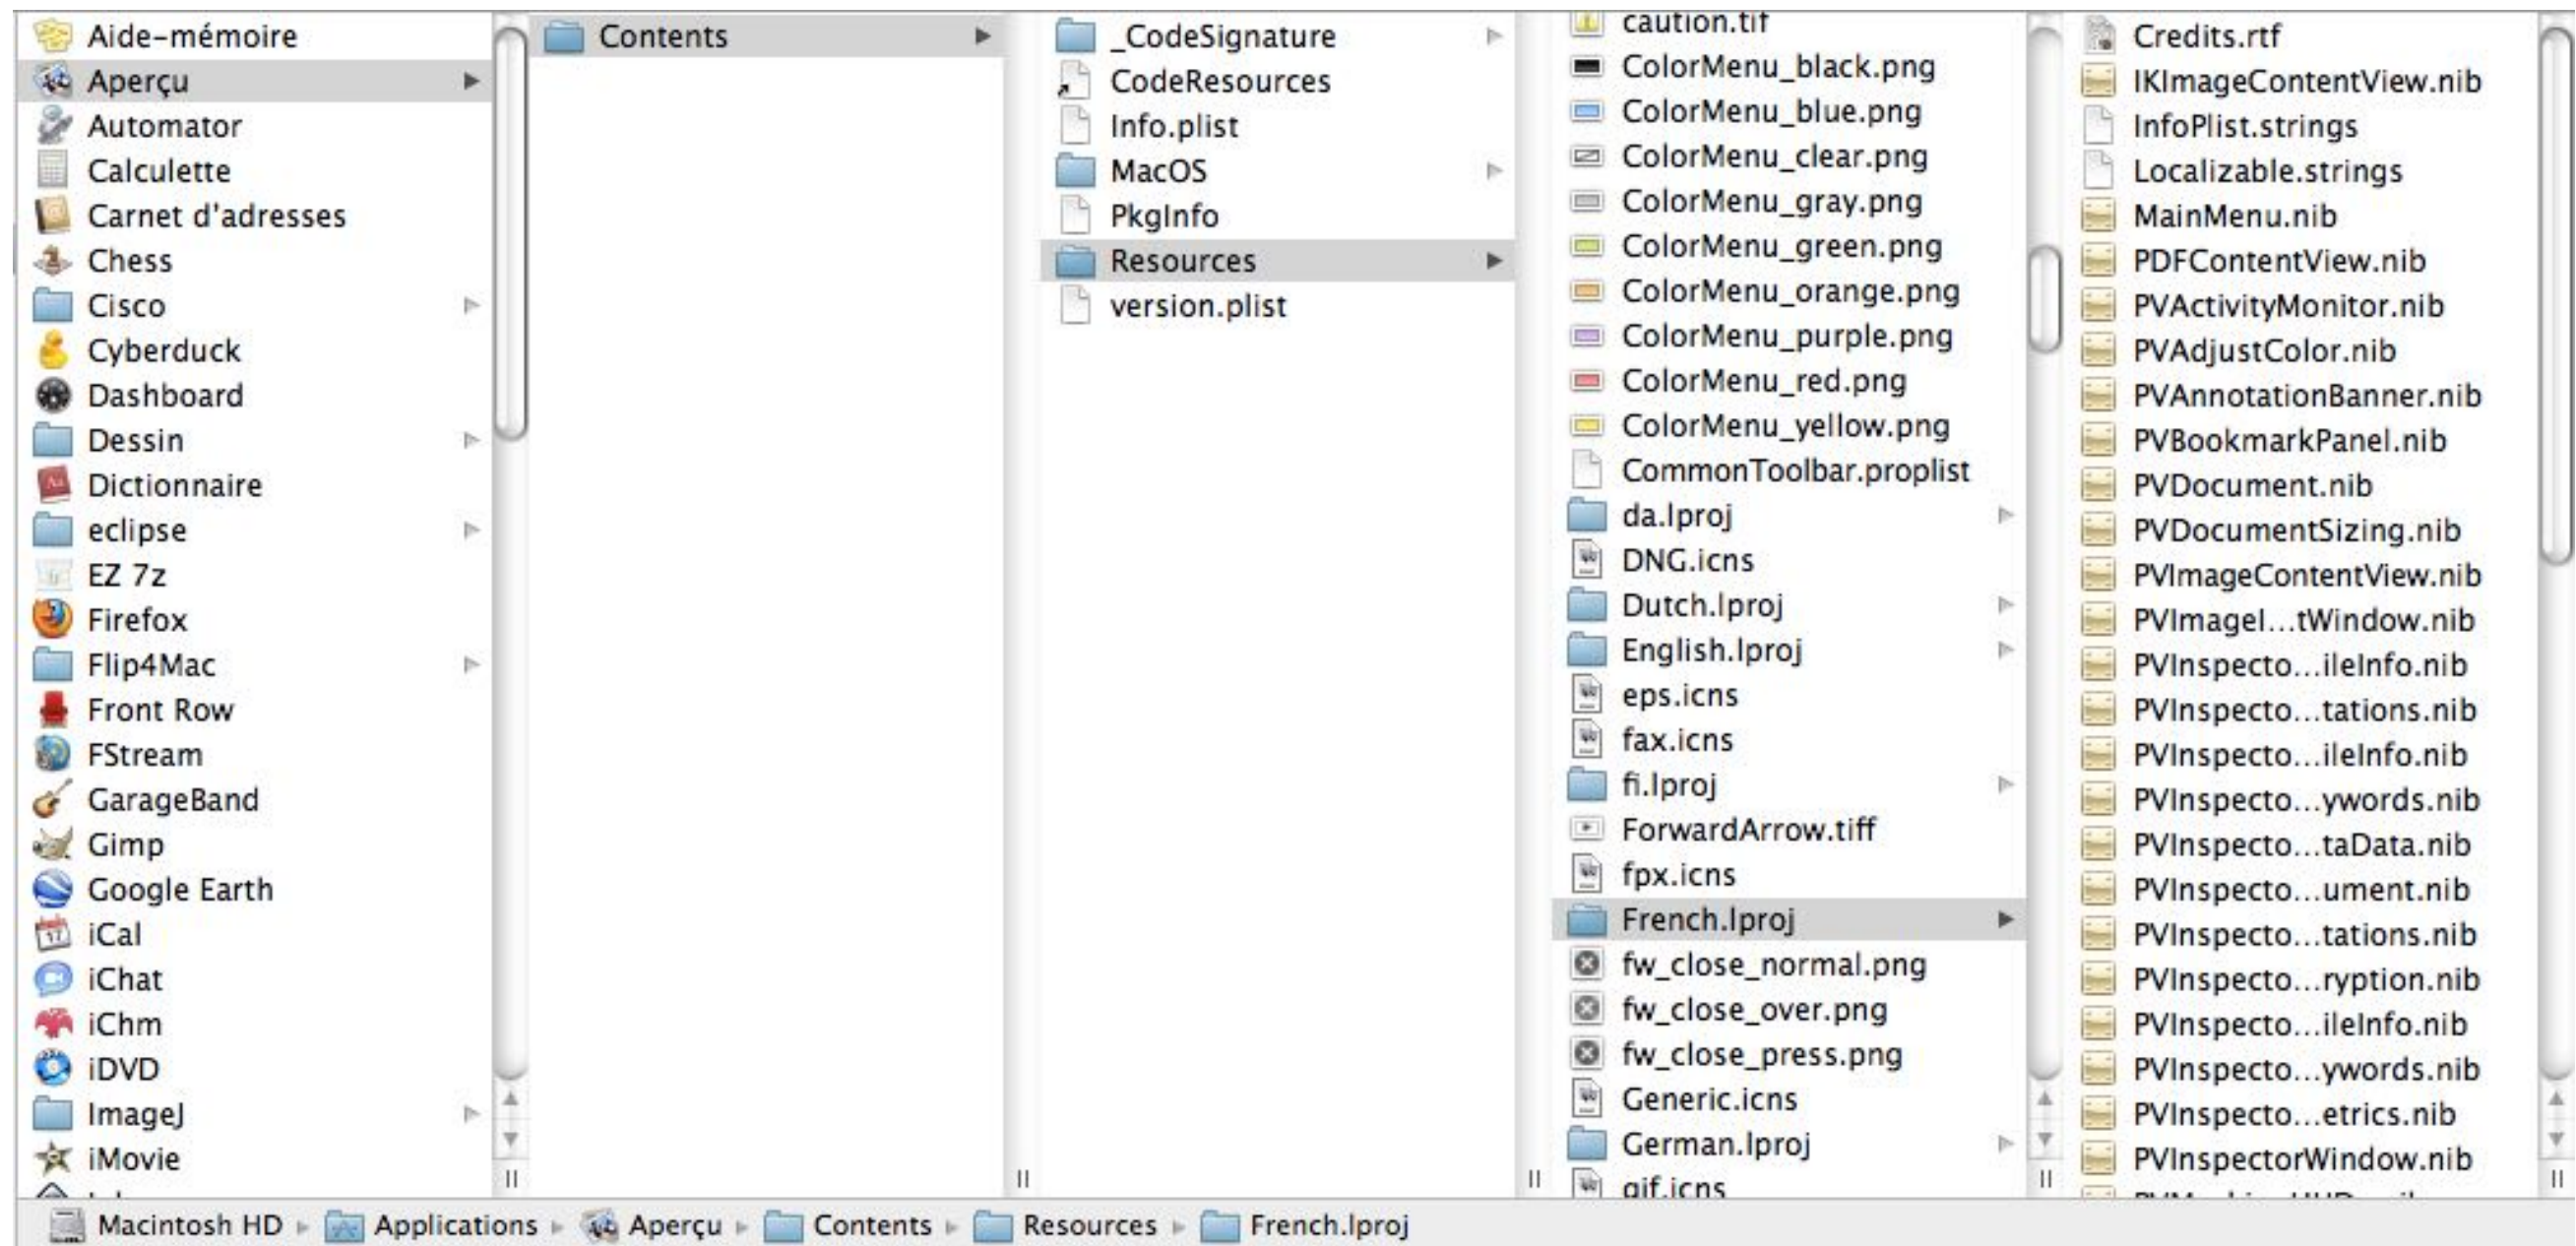 Aide-mémoire
Aperçu
Automator
Calculette
Carnet d'adresses
Chess
Cisco
Cyberduck
Dashboard
Dessin
Dictionnaire
eclipse
EZ 7z
Firefox
Flip4Mac
Front Row
FStream
GarageBand
Gimp
Google Earth
iCal
iChat
iChm
iDVD
ImageJ
iMovie
Contents
_CodeSignature
CodeResources
Info.plist
MacOS
PkgInfo
Resources
version.plist
caution.tif
ColorMenu_black.png
ColorMenu_blue.png
ColorMenu_clear.png
ColorMenu_gray.png
ColorMenu_green.png
ColorMenu_orange.png
ColorMenu_purple.png
ColorMenu_red.png
ColorMenu_yellow.png
CommonToolbar.proplist
da.lproj
DNG.icns
Dutch.lproj
English.lproj
eps.icns
fax.icns
fi.lproj
ForwardArrow.tiff
fpx.icns
French.lproj
fw_close_normal.png
fw_close_over.png
fw_close_press.png
Generic.icns
German.lproj
gif.icns
Credits.rtf
IKImageContentView.nib
InfoPlist.strings
Localizable.strings
MainMenu.nib
PDFContentView.nib
PVActivityMonitor.nib
PVAdjustColor.nib
PVAnnotationBanner.nib
PVBookmarkPanel.nib
PVDocument.nib
PVDocumentSizing.nib
PVImageContentView.nib
PVImageI...tWindow.nib
PVInspecto...ileInfo.nib
PVInspecto...tations.nib
PVInspecto...ileInfo.nib
PVInspecto...ywords.nib
PVInspecto...taData.nib
PVInspecto...ument.nib
PVInspecto...tations.nib
PVInspecto...ryption.nib
PVInspecto...ileInfo.nib
PVInspecto...ywords.nib
PVInspecto...etrics.nib
PVInspectorWindow.nib
Macintosh HD Applications Aperçu Contents Resources French.lproj